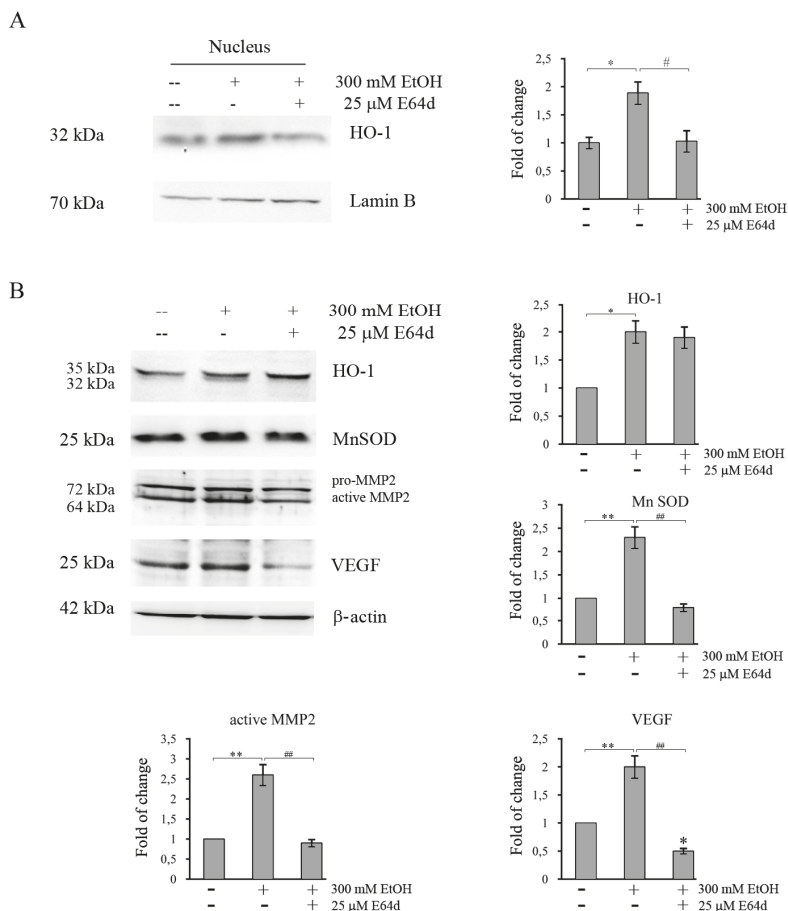 A
Nucleus
-- + + 300 mM EtOH
-- - + 25 µM E64d
32 kDa HO-1
70 kDa Lamin B
Fold of change
2,5
2
1,5
1
0,5
0
* #
- + + 300 mM EtOH
- - + 25 µM E64d
B
-- + + 300 mM EtOH
-- - + 25 µM E64d
35 kDa
32 kDa
HO-1
25 kDa MnSOD
72 kDa
64 kDa
pro-MMP2
active MMP2
25 kDa VEGF
42 kDa β-actin
HO-1
Fold of change
2,5
2
1,5
1
0,5
0
*
- + + 300 mM EtOH
- - + 25 µM E64d
Mn SOD
Fold of change
3
2,5
2
1,5
1
0,5
0
** ##
- + + 300 mM EtOH
- - + 25 µM E64d
active MMP2
Fold of change
3,5
3
2,5
2
1,5
1
0,5
0
** ##
- + + 300 mM EtOH
- - + 25 µM E64d
VEGF
Fold of change
2,5
2
1,5
1
0,5
0
** ##
*
- + + 300 mM EtOH
- - + 25 µM E64d